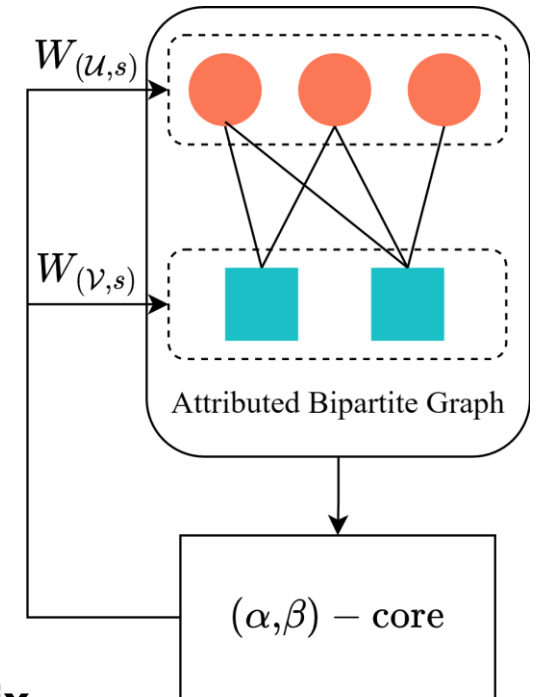 W(𝒰,s)
W(𝒱,s)
Attributed Bipartite Graph
(α,β) − core